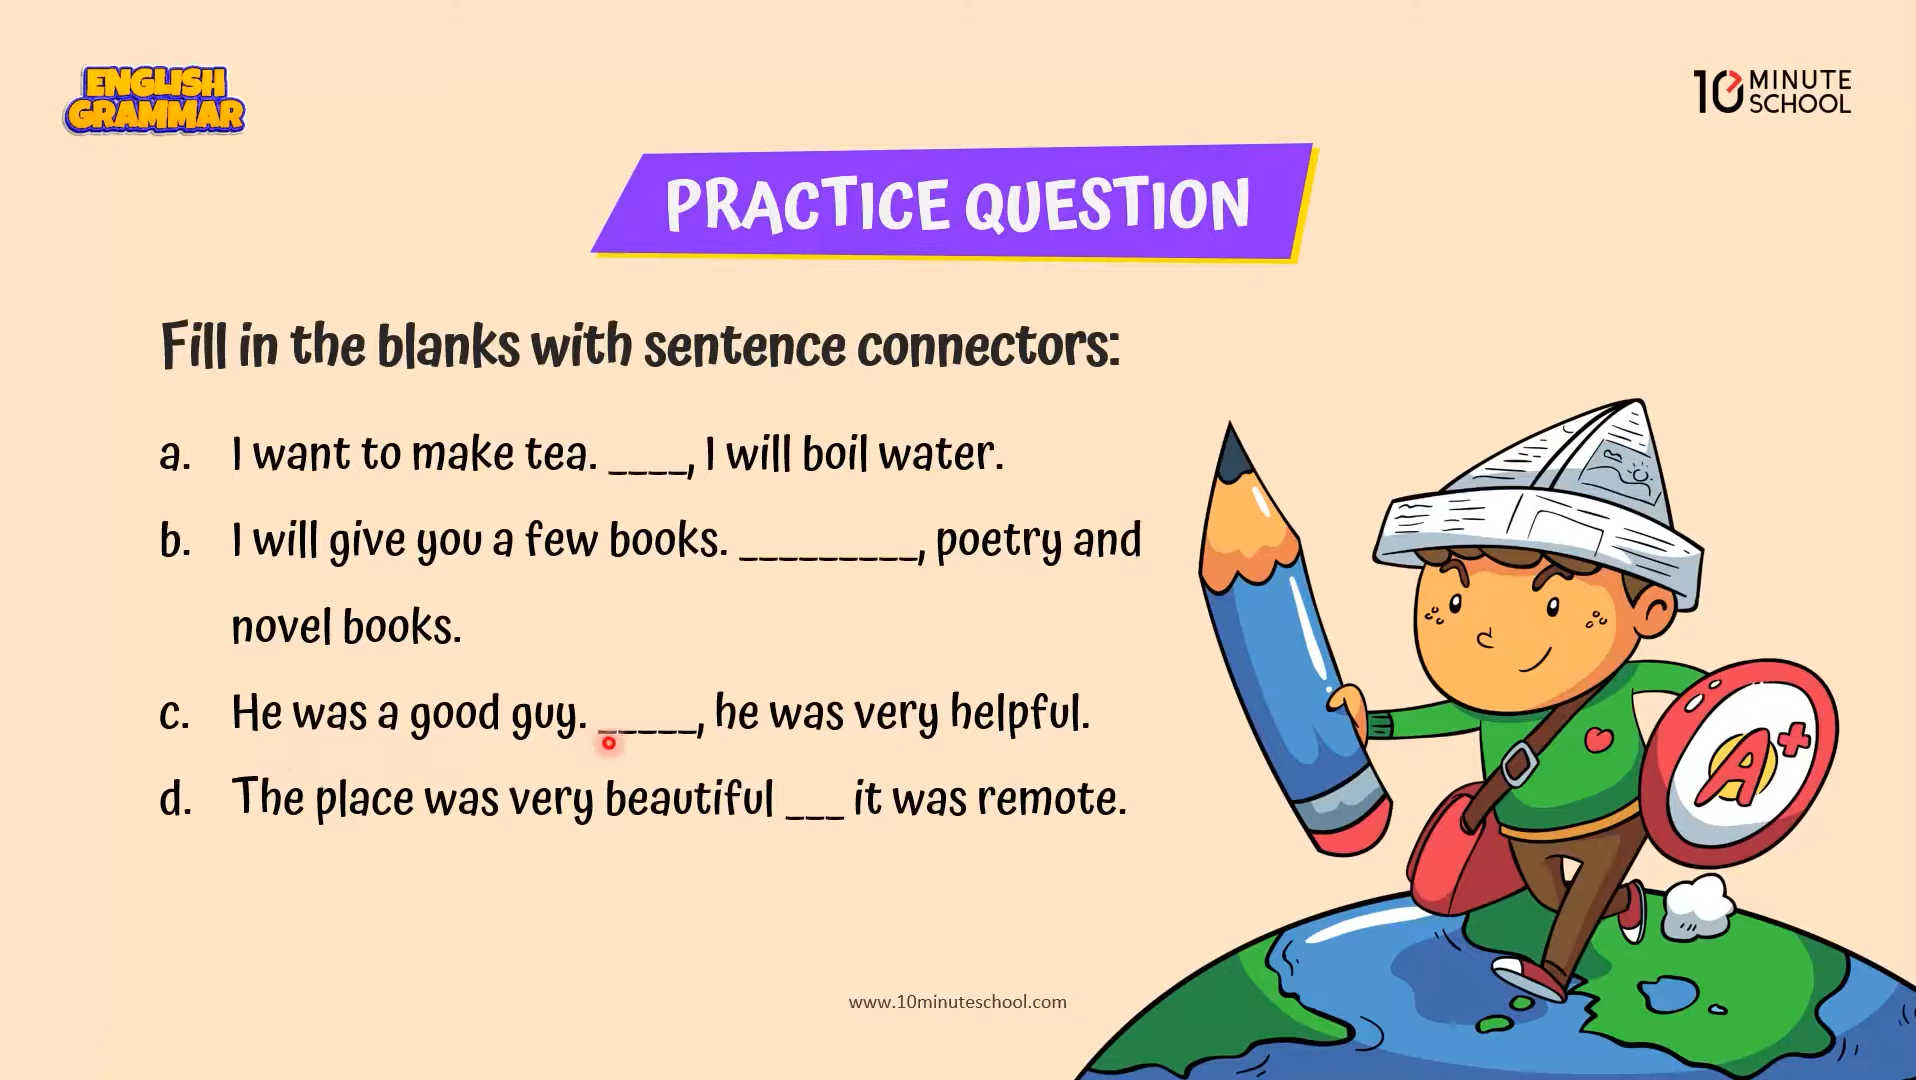 ENGLISH
GRAMMAR
10 MINUTE
SCHOOL
PRACTICE QUESTION
Fill in the blanks with sentence connectors:
a. I want to make tea. ____, I will boil water.
b. I will give you a few books. _________, poetry and
novel books.
c. He was a good guy. _____, he was very helpful.
d. The place was very beautiful ___ it was remote.
A+
www.10minuteschool.com